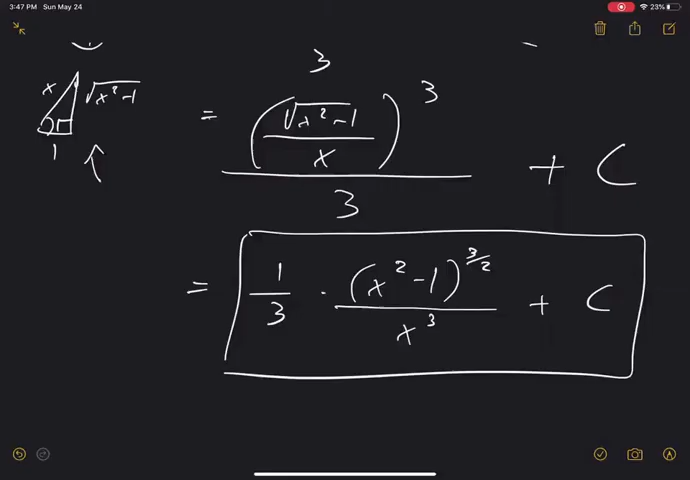 3:47 PM Sun May 24
23%
3
x √(x² - 1)
1
= (√(x² - 1) / x)³ / 3 + C
= 1/3 · (x² - 1)^(3/2) / x³ + C